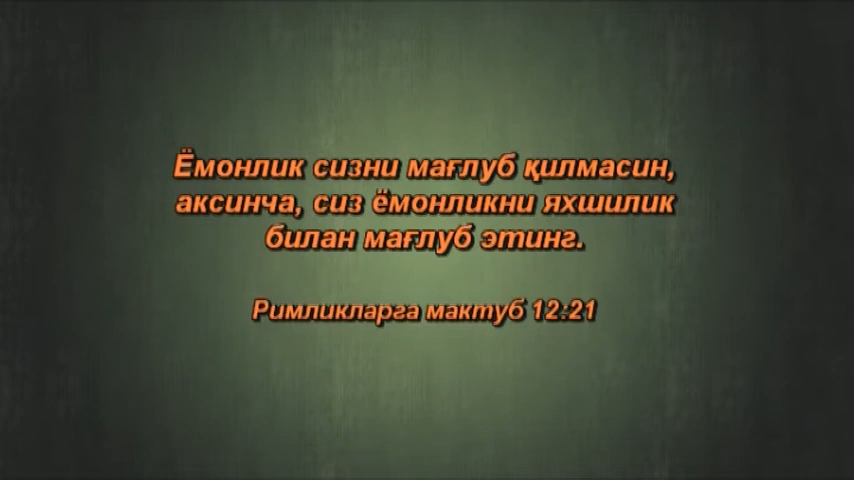 Ёмонлик сизни мағлуб қилмасин,
аксинча, сиз ёмонликни яхшилик
билан мағлуб этинг.
Римликларга мактуб 12:21